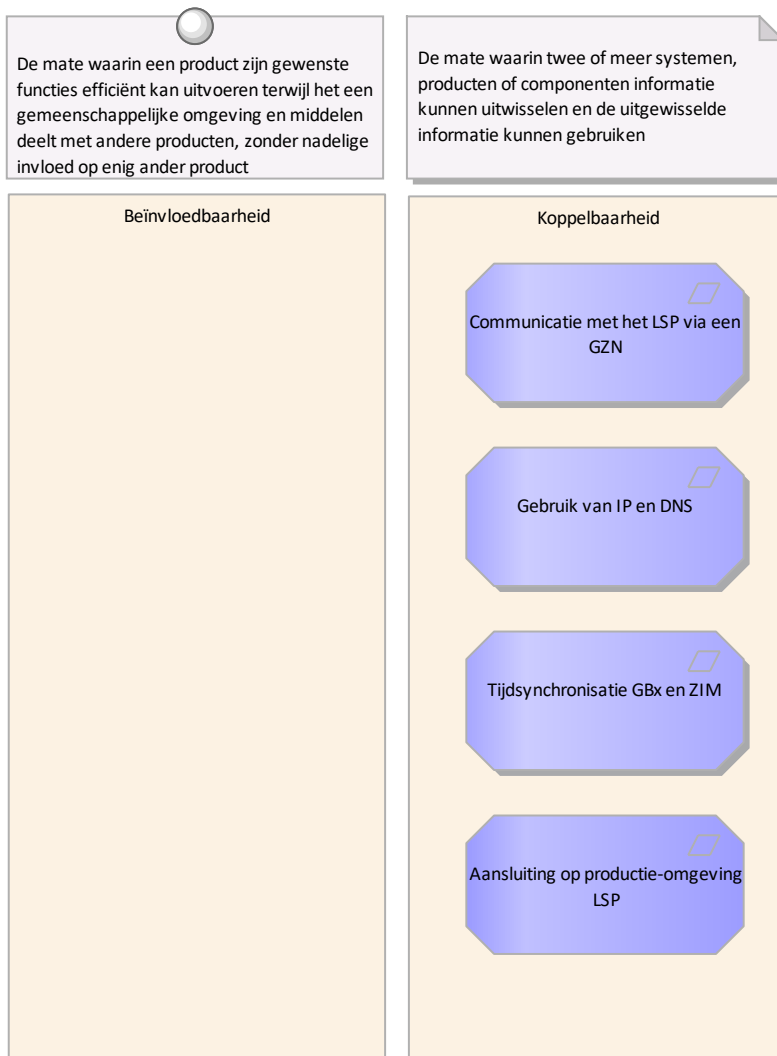 De mate waarin een product zijn gewenste
functies efficiënt kan uitvoeren terwijl het een
gemeenschappelijke omgeving en middelen
deelt met andere producten, zonder nadelige
invloed op enig ander product
De mate waarin twee of meer systemen,
producten of componenten informatie
kunnen uitwisselen en de uitgewisselde
informatie kunnen gebruiken
Beïnvloedbaarheid
Koppelbaarheid
Communicatie met het LSP via een
GZN
Gebruik van IP en DNS
Tijdsynchronisatie GBx en ZIM
Aansluiting op productie-omgeving
LSP